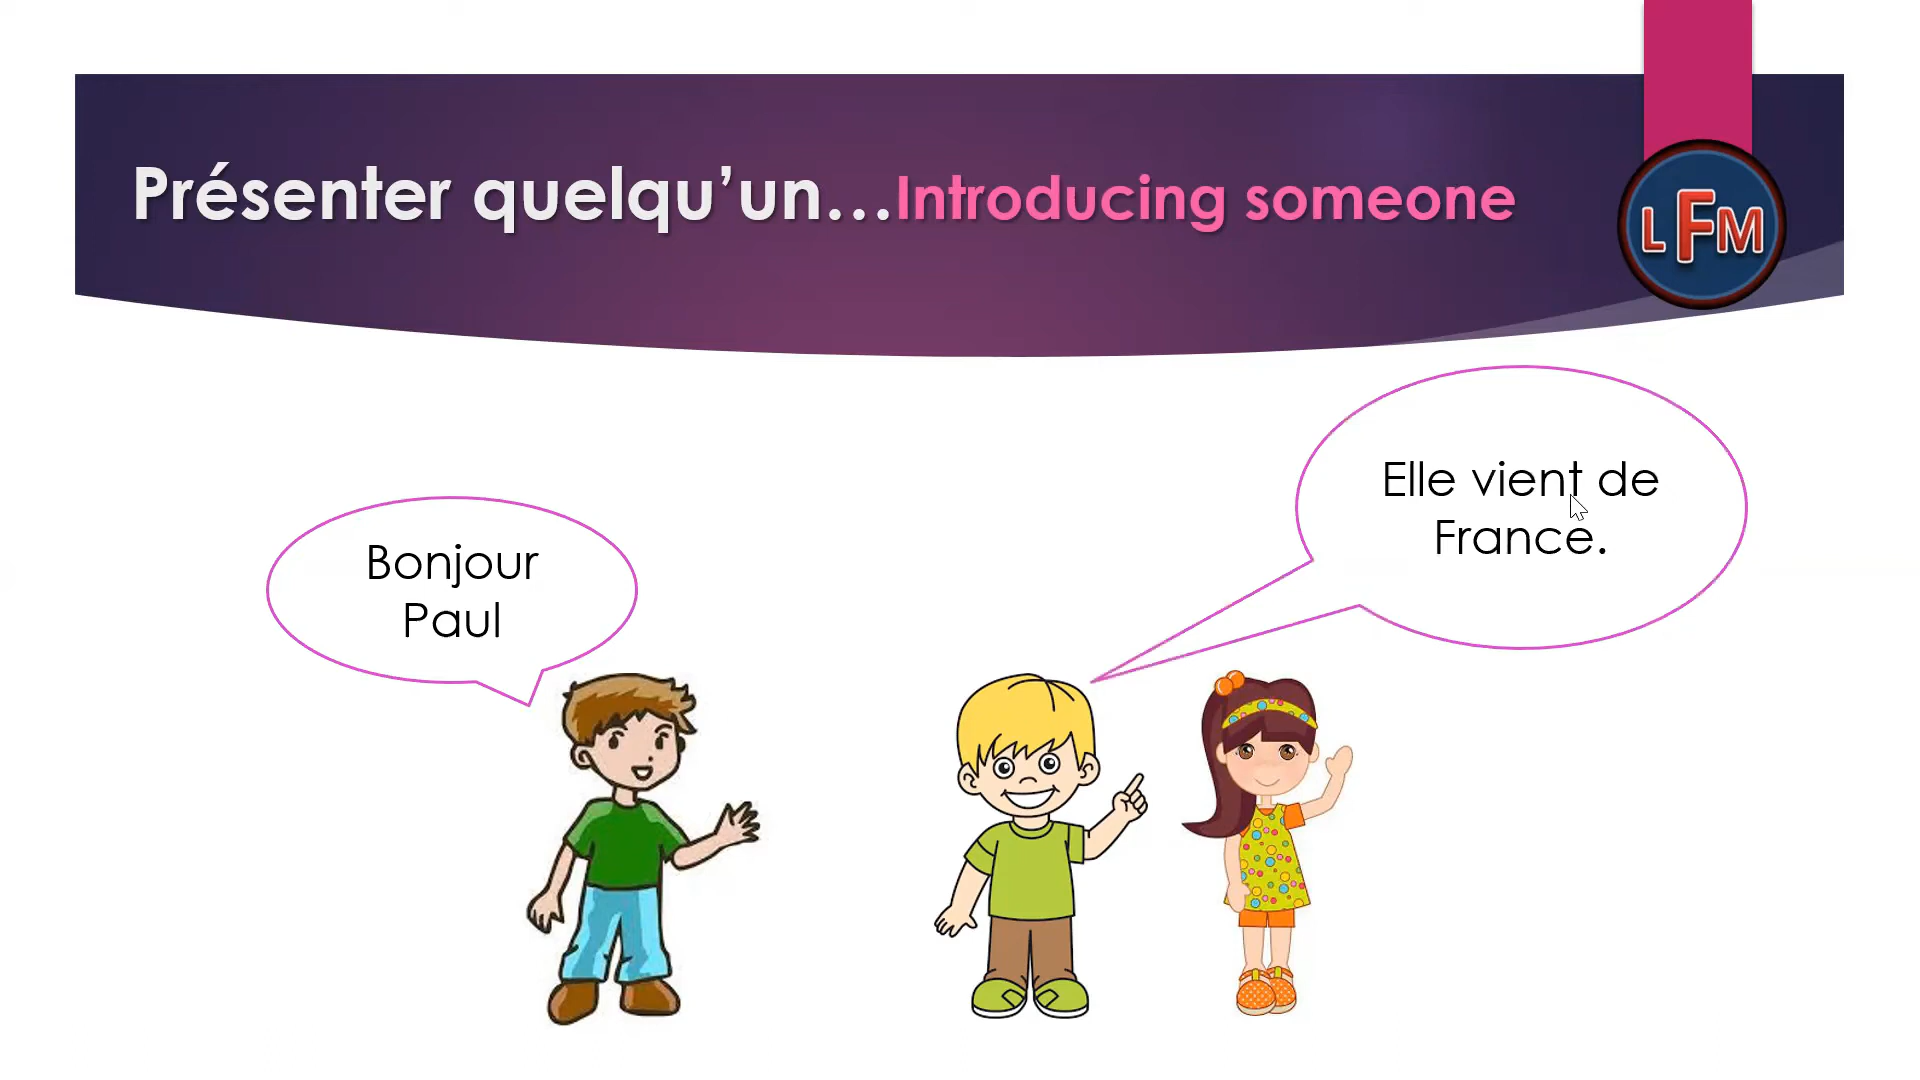 Présenter quelqu’un...Introducing someone
LFM
Elle vient de
France.
Bonjour
Paul